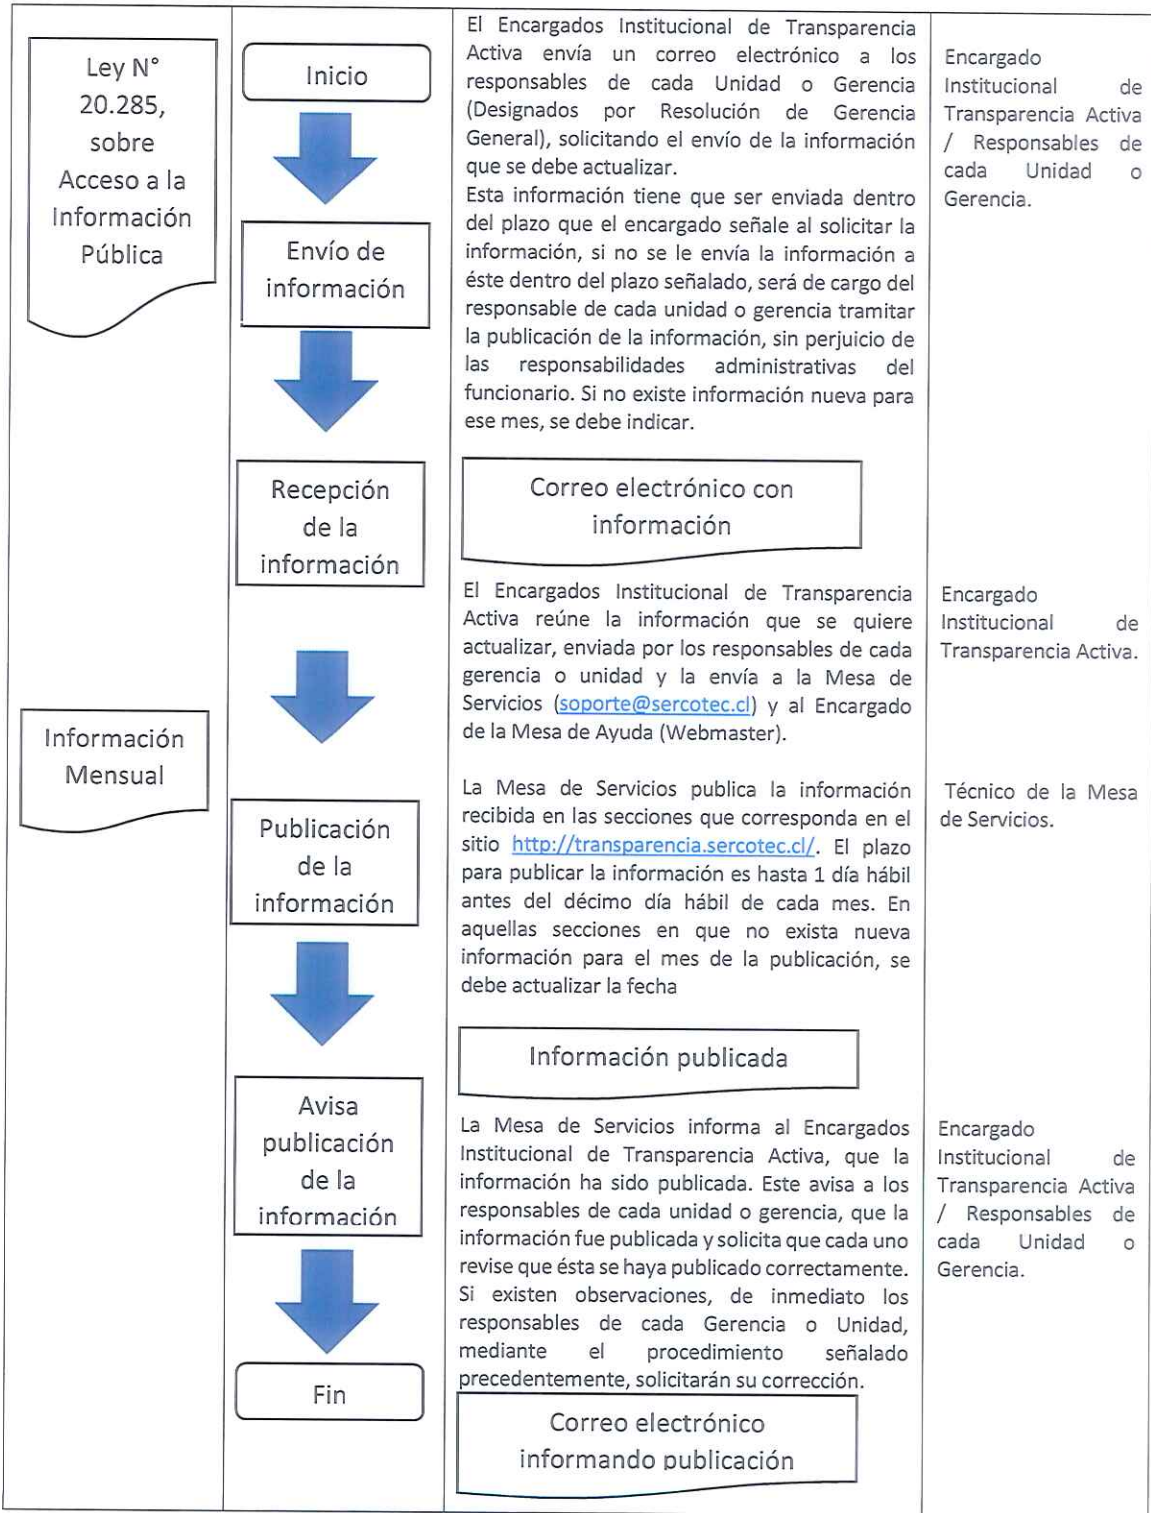 Ley N°
20.285,
sobre
Acceso a la
Información
Pública
Inicio
El Encargados Institucional de Transparencia
Activa envía un correo electrónico a los
responsables de cada Unidad o Gerencia
(Designados por Resolución de Gerencia
General), solicitando el envío de la información
que se debe actualizar.
Esta información tiene que ser enviada dentro
del plazo que el encargado señale al solicitar la
información, si no se le envía la información a
éste dentro del plazo señalado, será de cargo del
responsable de cada unidad o gerencia tramitar
la publicación de la información, sin perjuicio de
las responsabilidades administrativas del
funcionario. Si no existe información nueva para
ese mes, se debe indicar.
Encargado
Institucional de
Transparencia Activa
/ Responsables de
cada Unidad o
Gerencia.
Envío de
información
Recepción
de la
información
Correo electrónico con
información
El Encargados Institucional de Transparencia
Activa reúne la información que se quiere
actualizar, enviada por los responsables de cada
gerencia o unidad y la envía a la Mesa de
Servicios (soporte@sercotec.cl) y al Encargado
de la Mesa de Ayuda (Webmaster).
Encargado
Institucional de
Transparencia Activa.
Información
Mensual
Publicación
de la
información
La Mesa de Servicios publica la información
recibida en las secciones que corresponda en el
sitio http://transparencia.sercotec.cl/. El plazo
para publicar la información es hasta 1 día hábil
antes del décimo día hábil de cada mes. En
aquellas secciones en que no exista nueva
información para el mes de la publicación, se
debe actualizar la fecha
Técnico de la Mesa
de Servicios.
Información publicada
Avisa
publicación
de la
información
La Mesa de Servicios informa al Encargados
Institucional de Transparencia Activa, que la
información ha sido publicada. Este avisa a los
responsables de cada unidad o gerencia, que la
información fue publicada y solicita que cada uno
revise que ésta se haya publicado correctamente.
Si existen observaciones, de inmediato los
responsables de cada Gerencia o Unidad,
mediante el procedimiento señalado
precedentemente, solicitarán su corrección.
Encargado
Institucional de
Transparencia Activa
/ Responsables de
cada Unidad o
Gerencia.
Fin
Correo electrónico
informando publicación